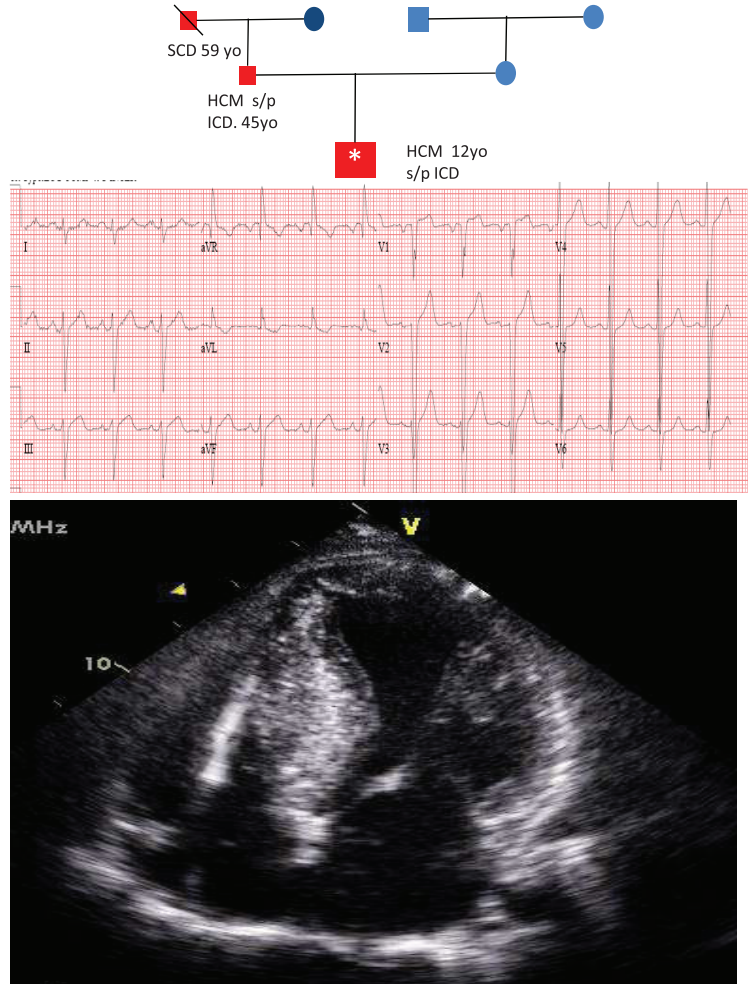 SCD 59 yo
HCM s/p
ICD. 45yo
*
HCM 12yo
s/p ICD
I aVR V1 V4
II aVL V2 V5
III aVF V3 V6
MHz V
10